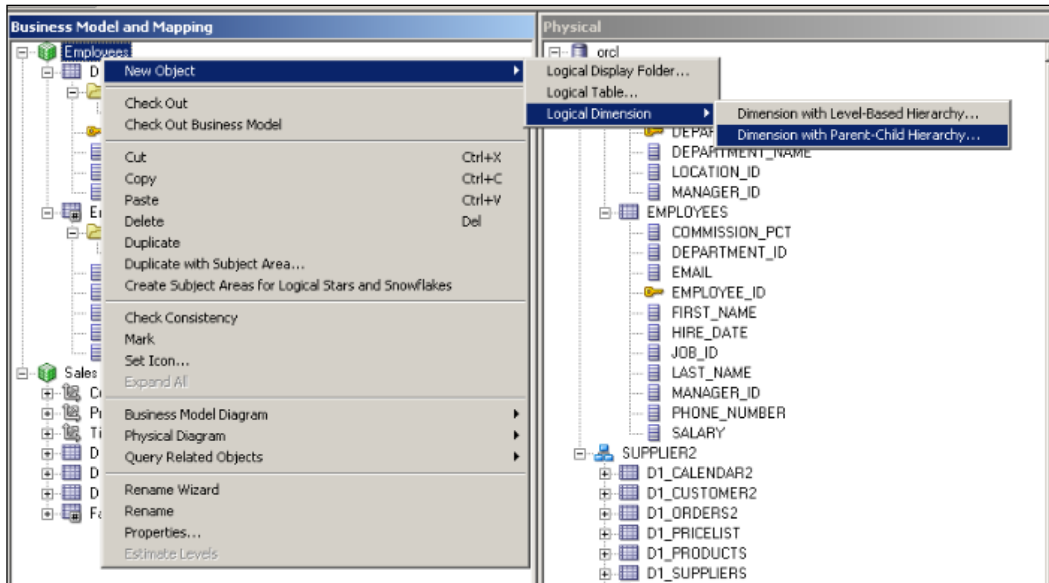 Business Model and Mapping
Employees
D
New Object
Check Out
Check Out Business Model
Cut Ctrl+X
Copy Ctrl+C
Paste Ctrl+V
Delete Del
Duplicate
Duplicate with Subject Area...
Create Subject Areas for Logical Stars and Snowflakes
Check Consistency
Mark
Set Icon...
Expand All
Business Model Diagram
Physical Diagram
Query Related Objects
Rename Wizard
Rename
Properties...
Estimate Levels
Sales
D
D
D
Logical Display Folder...
Logical Table...
Logical Dimension
Dimension with Level-Based Hierarchy...
Dimension with Parent-Child Hierarchy...
Physical
orcl
DEPARTMENT_NAME
LOCATION_ID
MANAGER_ID
EMPLOYEES
COMMISSION_PCT
DEPARTMENT_ID
EMAIL
EMPLOYEE_ID
FIRST_NAME
HIRE_DATE
JOB_ID
LAST_NAME
MANAGER_ID
PHONE_NUMBER
SALARY
SUPPLIER2
D1_CALENDAR2
D1_CUSTOMER2
D1_ORDERS2
D1_PRICELIST
D1_PRODUCTS
D1_SUPPLIERS